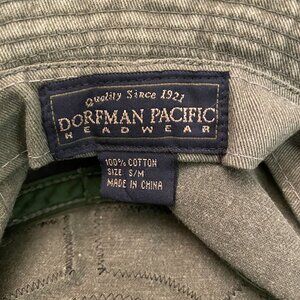 Quality Since 1921
DORFMAN PACIFIC
HEADWEAR
100% COTTON
SIZE S/M
MADE IN CHINA